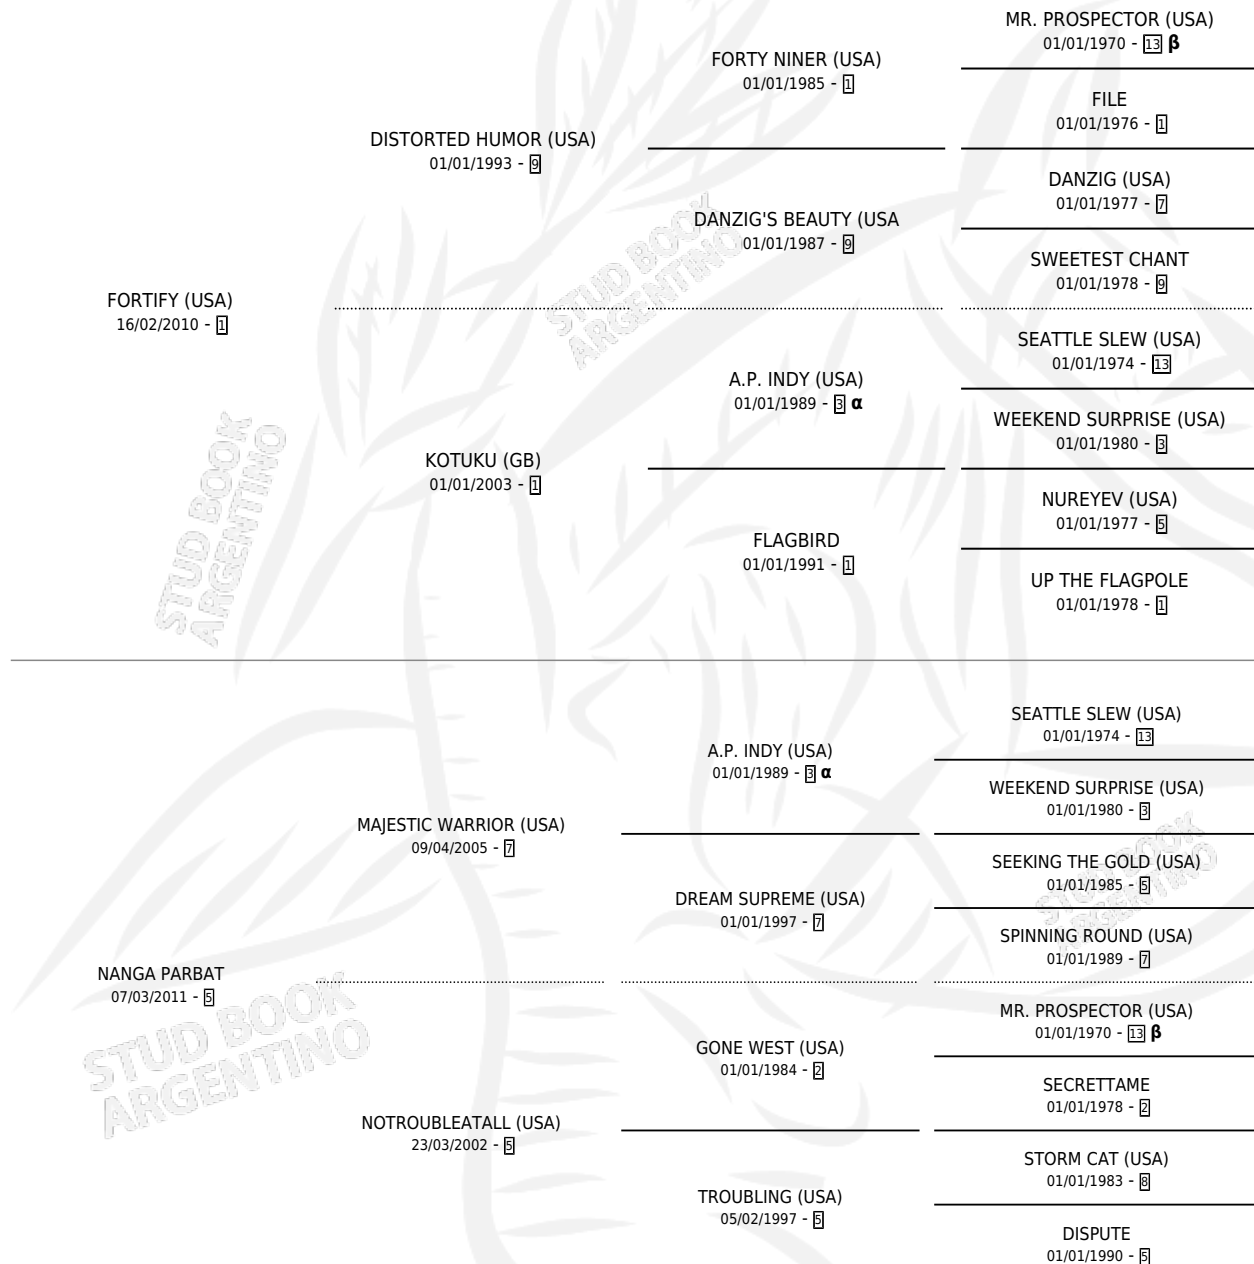 MR. PROSPECTOR (USA)
01/01/1970 - 13 β
FORTY NINER (USA)
01/01/1985 - 1
FILE
01/01/1976 - 1
DISTORTED HUMOR (USA)
01/01/1993 - 9
DANZIG (USA)
01/01/1977 - 7
DANZIG'S BEAUTY (USA
01/01/1987 - 9
SWEETEST CHANT
01/01/1978 - 9
FORTIFY (USA)
16/02/2010 - 1
SEATTLE SLEW (USA)
01/01/1974 - 13
A.P. INDY (USA)
01/01/1989 - 3 α
WEEKEND SURPRISE (USA)
01/01/1980 - 3
KOTUKU (GB)
01/01/2003 - 1
NUREYEV (USA)
01/01/1977 - 5
FLAGBIRD
01/01/1991 - 1
UP THE FLAGPOLE
01/01/1978 - 1
SEATTLE SLEW (USA)
01/01/1974 - 13
A.P. INDY (USA)
01/01/1989 - 3 α
WEEKEND SURPRISE (USA)
01/01/1980 - 3
MAJESTIC WARRIOR (USA)
09/04/2005 - 7
SEEKING THE GOLD (USA)
01/01/1985 - 5
DREAM SUPREME (USA)
01/01/1997 - 7
SPINNING ROUND (USA)
01/01/1989 - 7
NANGA PARBAT
07/03/2011 - 5
MR. PROSPECTOR (USA)
01/01/1970 - 13 β
GONE WEST (USA)
01/01/1984 - 2
SECRETTAME
01/01/1978 - 2
NOTROUBLEATALL (USA)
23/03/2002 - 5
STORM CAT (USA)
01/01/1983 - 8
TROUBLING (USA)
05/02/1997 - 5
DISPUTE
01/01/1990 - 5
STUD BOOK
ARGENTINO
STUD BOOK
ARGENTINO
STUD BOOK
ARGENTINO
STUD BOOK
ARGENTINO